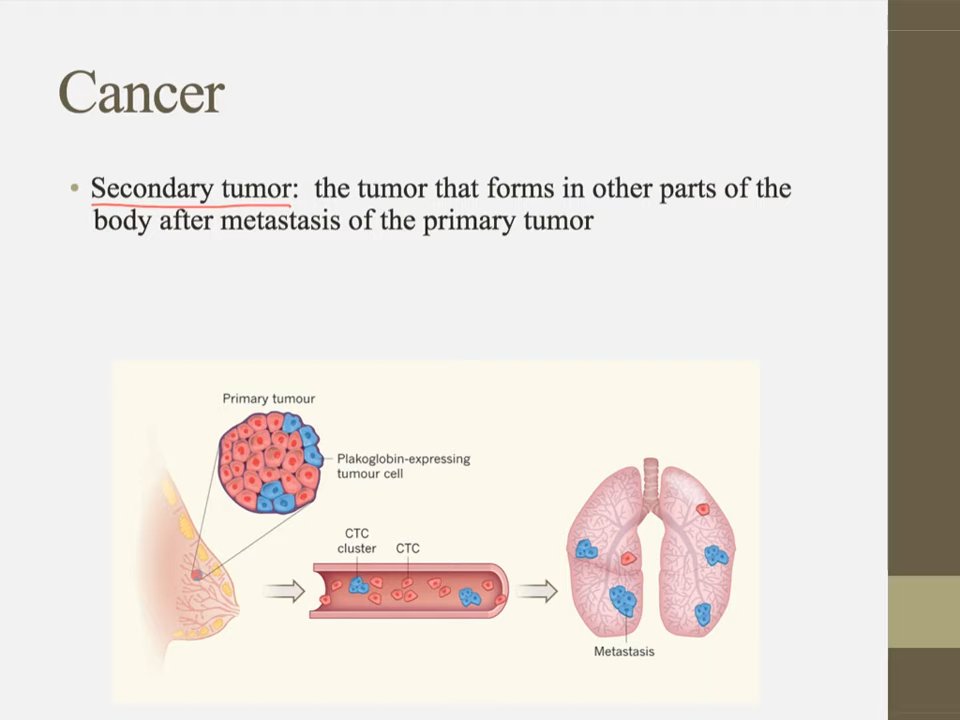 Cancer
• Secondary tumor:  the tumor that forms in other parts of the
body after metastasis of the primary tumor
Primary tumour
Plakoglobin-expressing
tumour cell
CTC
cluster
CTC
Metastasis